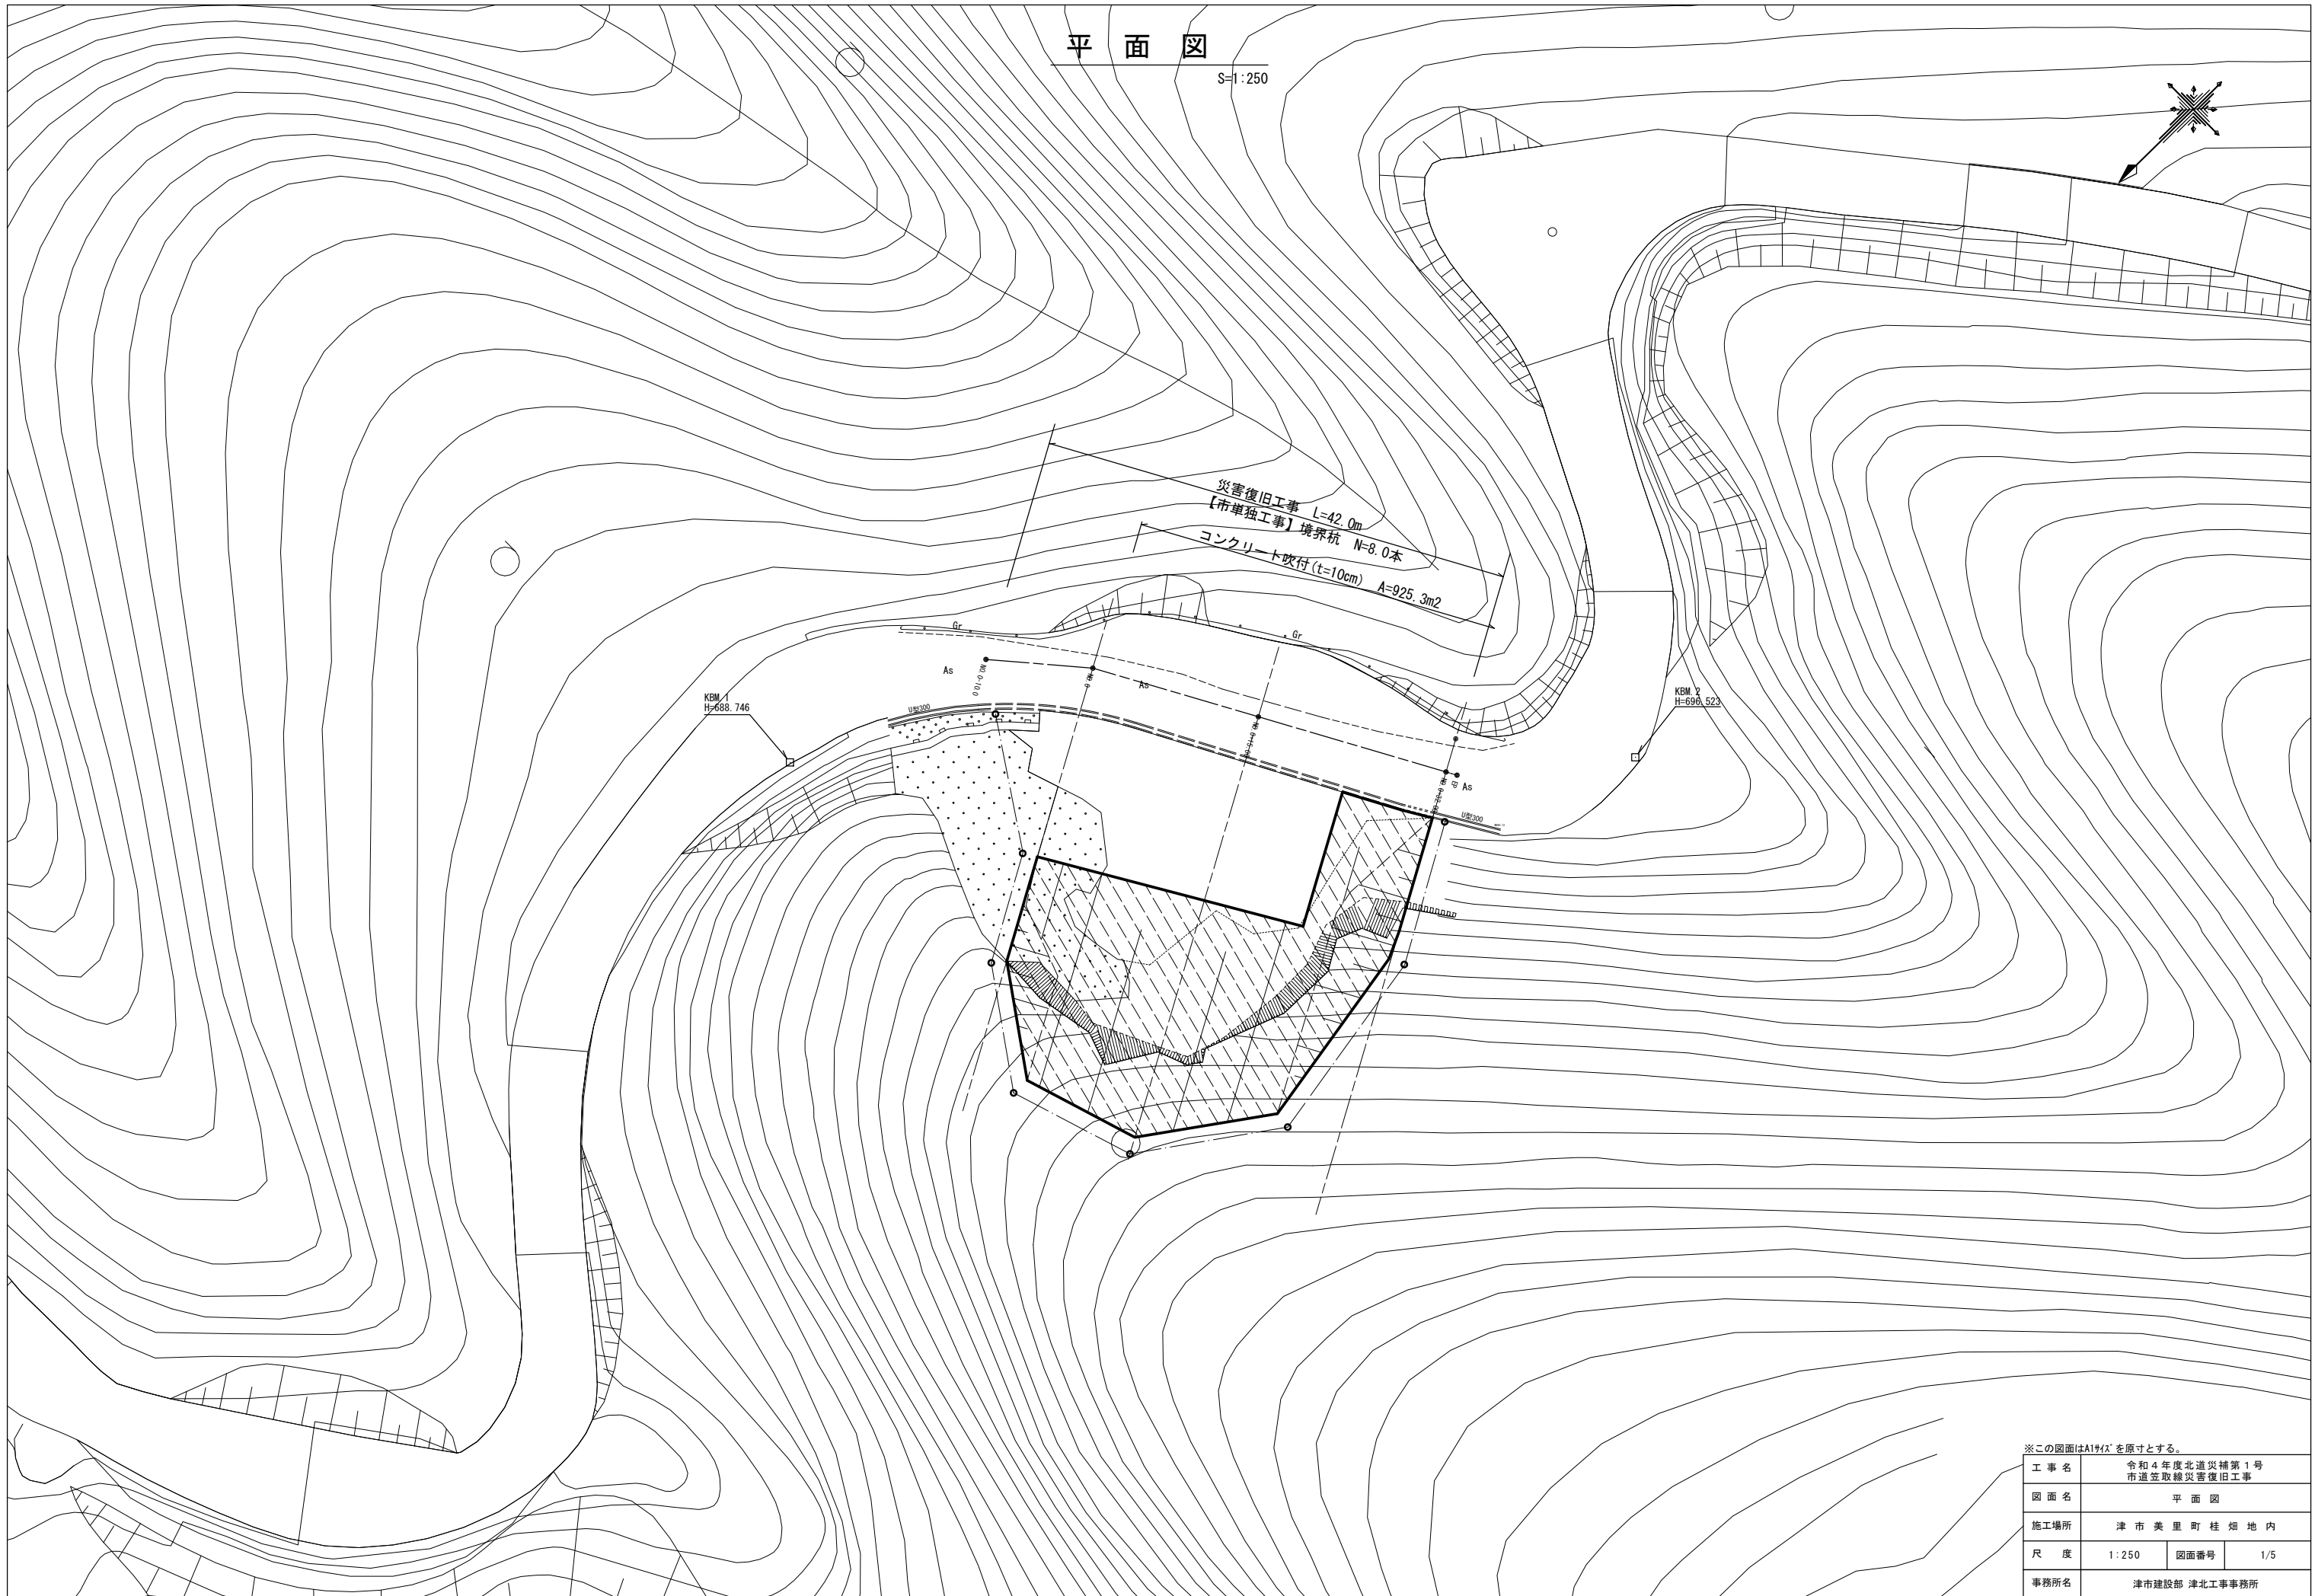 平 面 図
S=1:250
災害復旧工事 L=42.0m
【市単独工事】境界杭 N=8.0本
コンクリート吹付(t=10cm) A=925.3m2
Gr
Gr
As
NO.0-10.0
As
KBM.1
H=688.746
U型300
KBM.2
H=696.523
EP
As
U型300
※この図面はA1サイズを原寸とする。
工 事 名 令和4年度北道災補第1号
市道笠取線災害復旧工事
図 面 名 平 面 図
施工場所 津 市 美 里 町 桂 畑 地 内
尺 度 1:250 図面番号 1/5
事務所名 津市建設部 津北工事事務所